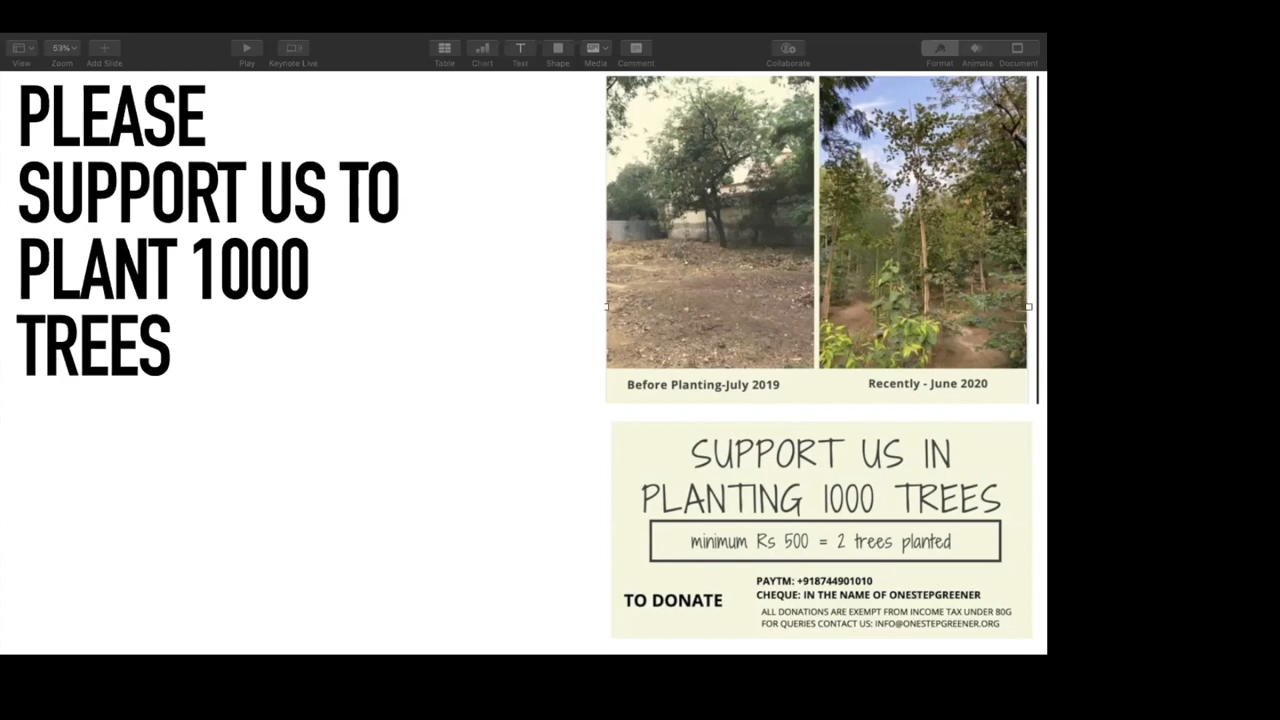 53%
View
Zoom
Add Slide
Play
Keynote Live
Table
Chart
Text
Shape
Media
Comment
Collaborate
Format
Animate
Document
PLEASE
SUPPORT US TO
PLANT 1000
TREES
Before Planting-July 2019
Recently - June 2020
SUPPORT US IN
PLANTING 1000 TREES
minimum Rs 500 = 2 trees planted
TO DONATE
PAYTM: +918744901010
CHEQUE: IN THE NAME OF ONESTEPGREENER
ALL DONATIONS ARE EXEMPT FROM INCOME TAX UNDER 80G
FOR QUERIES CONTACT US: INFO@ONESTEPGREENER.ORG